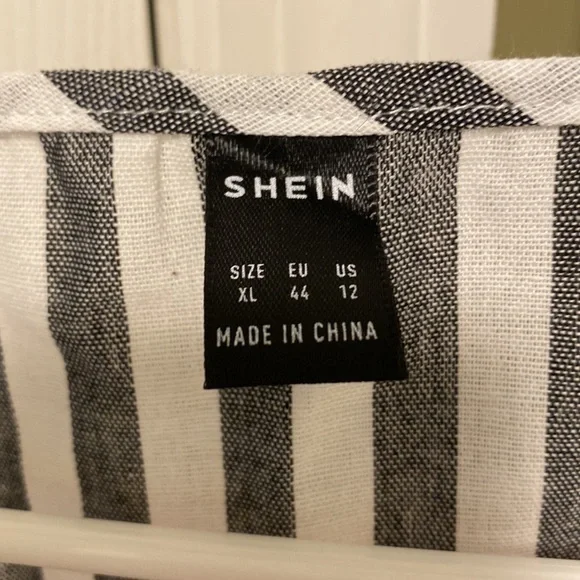 SHEIN
SIZE EU US
XL 44 12
MADE IN CHINA